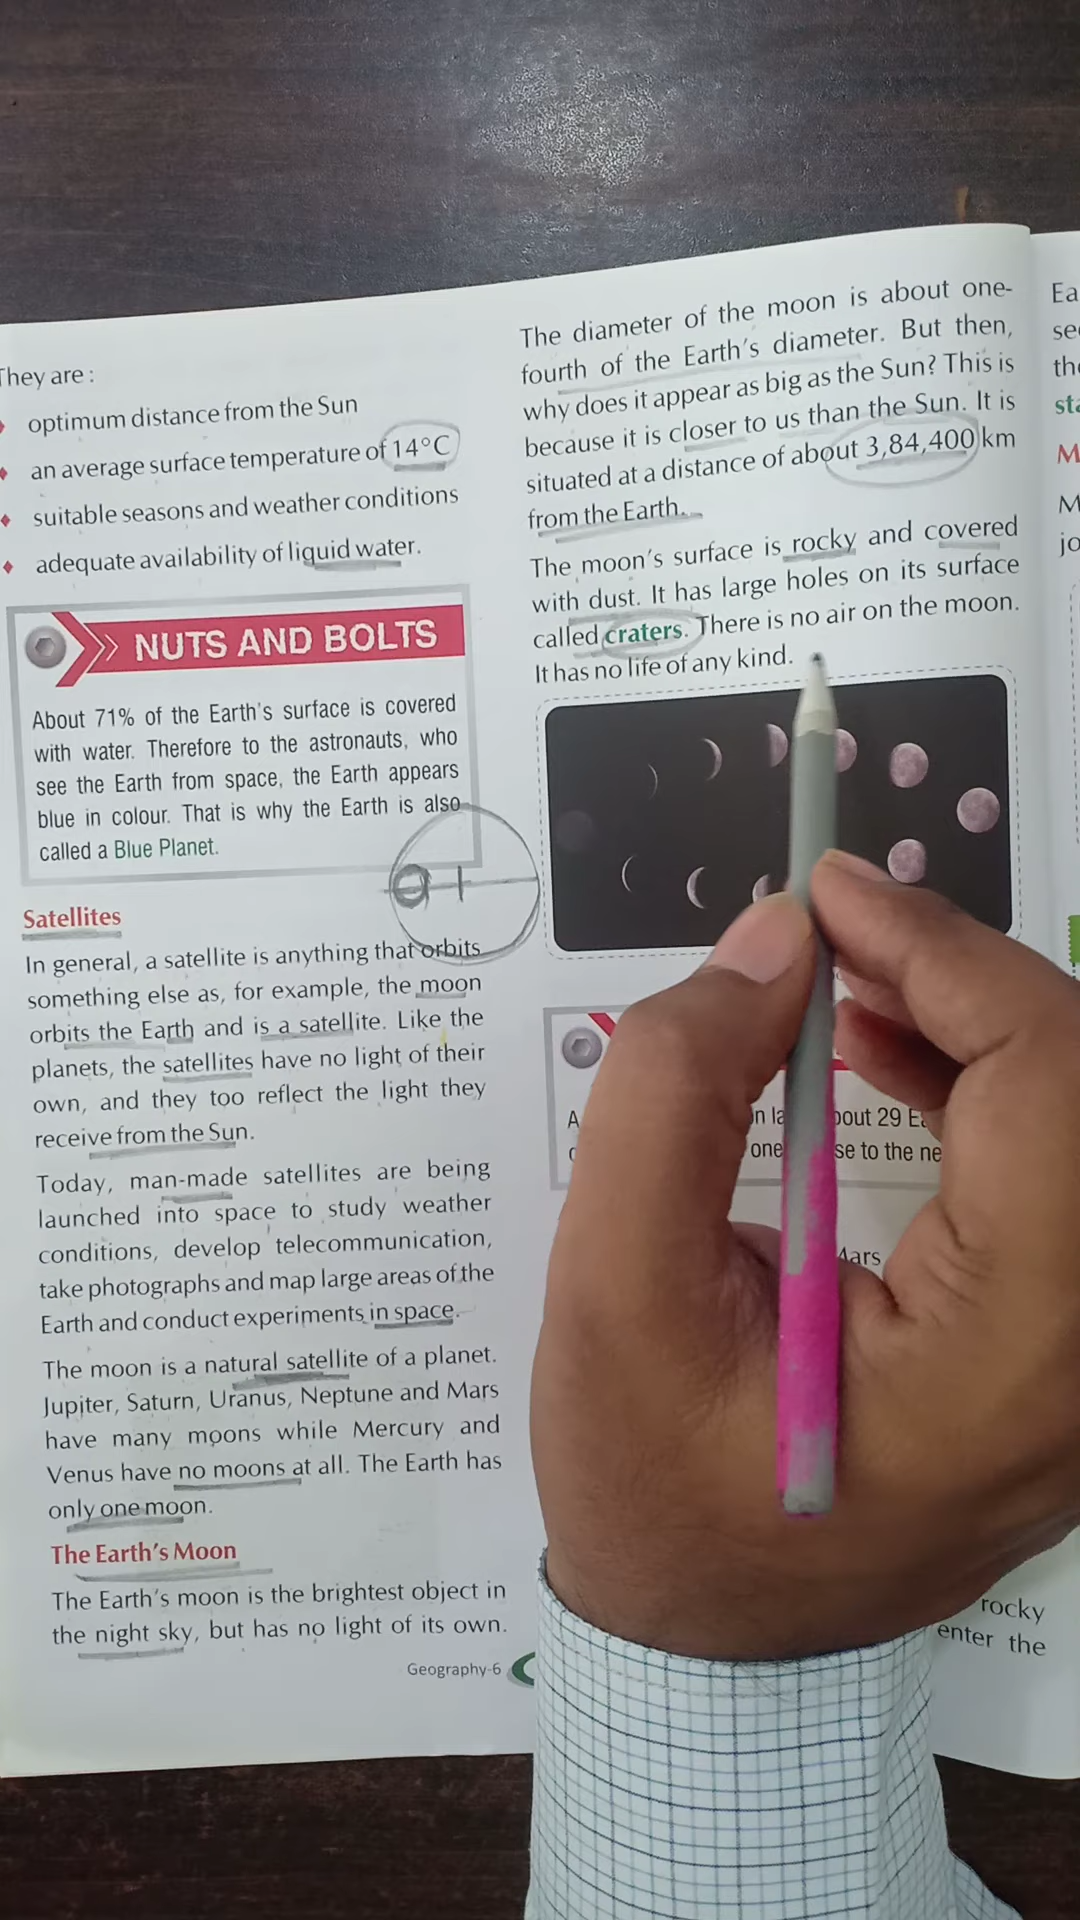 They are :
optimum distance from the Sun
an average surface temperature of 14°C
suitable seasons and weather conditions
adequate availability of liquid water.
NUTS AND BOLTS
About 71% of the Earth's surface is covered
with water. Therefore to the astronauts, who
see the Earth from space, the Earth appears
blue in colour. That is why the Earth is also
called a Blue Planet.
Satellites
In general, a satellite is anything that orbits
something else as, for example, the moon
orbits the Earth and is a satellite. Like the
planets, the satellites have no light of their
own, and they too reflect the light they
receive from the Sun.
Today, man-made satellites are being
launched into space to study weather
conditions, develop telecommunication,
take photographs and map large areas of the
Earth and conduct experiments in space.
The moon is a natural satellite of a planet.
Jupiter, Saturn, Uranus, Neptune and Mars
have many moons while Mercury and
Venus have no moons at all. The Earth has
only one moon.
The Earth's Moon
The Earth's moon is the brightest object in
the night sky, but has no light of its own.
Geography-6
The diameter of the moon is about one-
fourth of the Earth's diameter. But then,
why does it appear as big as the Sun? This is
because it is closer to us than the Sun. It is
situated at a distance of about 3,84,400 km
from the Earth.
The moon's surface is rocky and covered
with dust. It has large holes on its surface
called craters. There is no air on the moon.
It has no life of any kind.
29
one to the
Mars
rocky
enter the